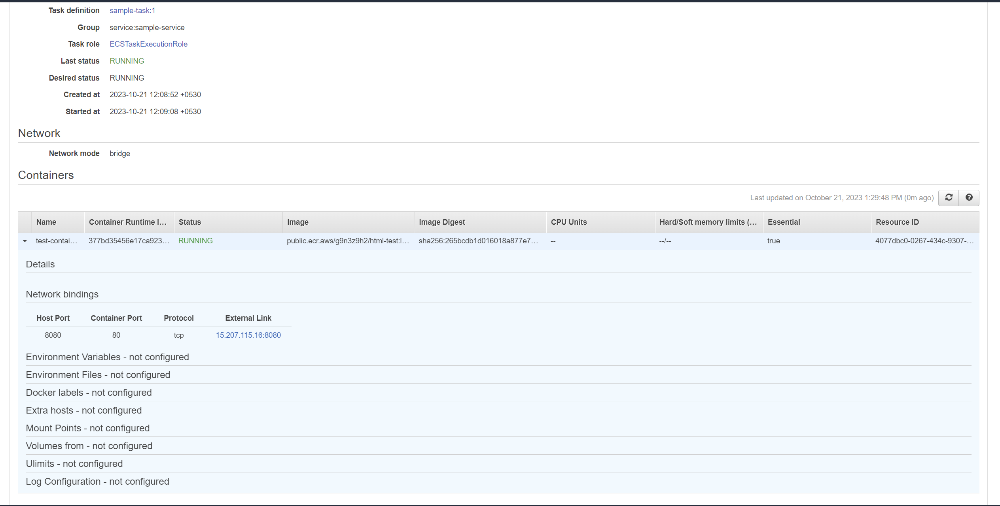 Task definition sample-task:1
Group service:sample-service
Task role ECSTaskExecutionRole
Last status RUNNING
Desired status RUNNING
Created at 2023-10-21 12:08:52 +0530
Started at 2023-10-21 12:09:08 +0530
Network
Network mode bridge
Containers
Last updated on October 21, 2023 1:29:48 PM (0m ago)
Name Container Runtime I... Status Image Image Digest CPU Units Hard/Soft memory limits (... Essential Resource ID
test-contai... 377bd35456e17ca923... RUNNING public.ecr.aws/g9n3z9h2/html-test:l... sha256:265bcdb1d016018a877e7... -- --/-- true 4077dbc0-0267-434c-9307-...
Details
Network bindings
Host Port Container Port Protocol External Link
8080 80 tcp 15.207.115.16:8080
Environment Variables - not configured
Environment Files - not configured
Docker labels - not configured
Extra hosts - not configured
Mount Points - not configured
Volumes from - not configured
Ulimits - not configured
Log Configuration - not configured